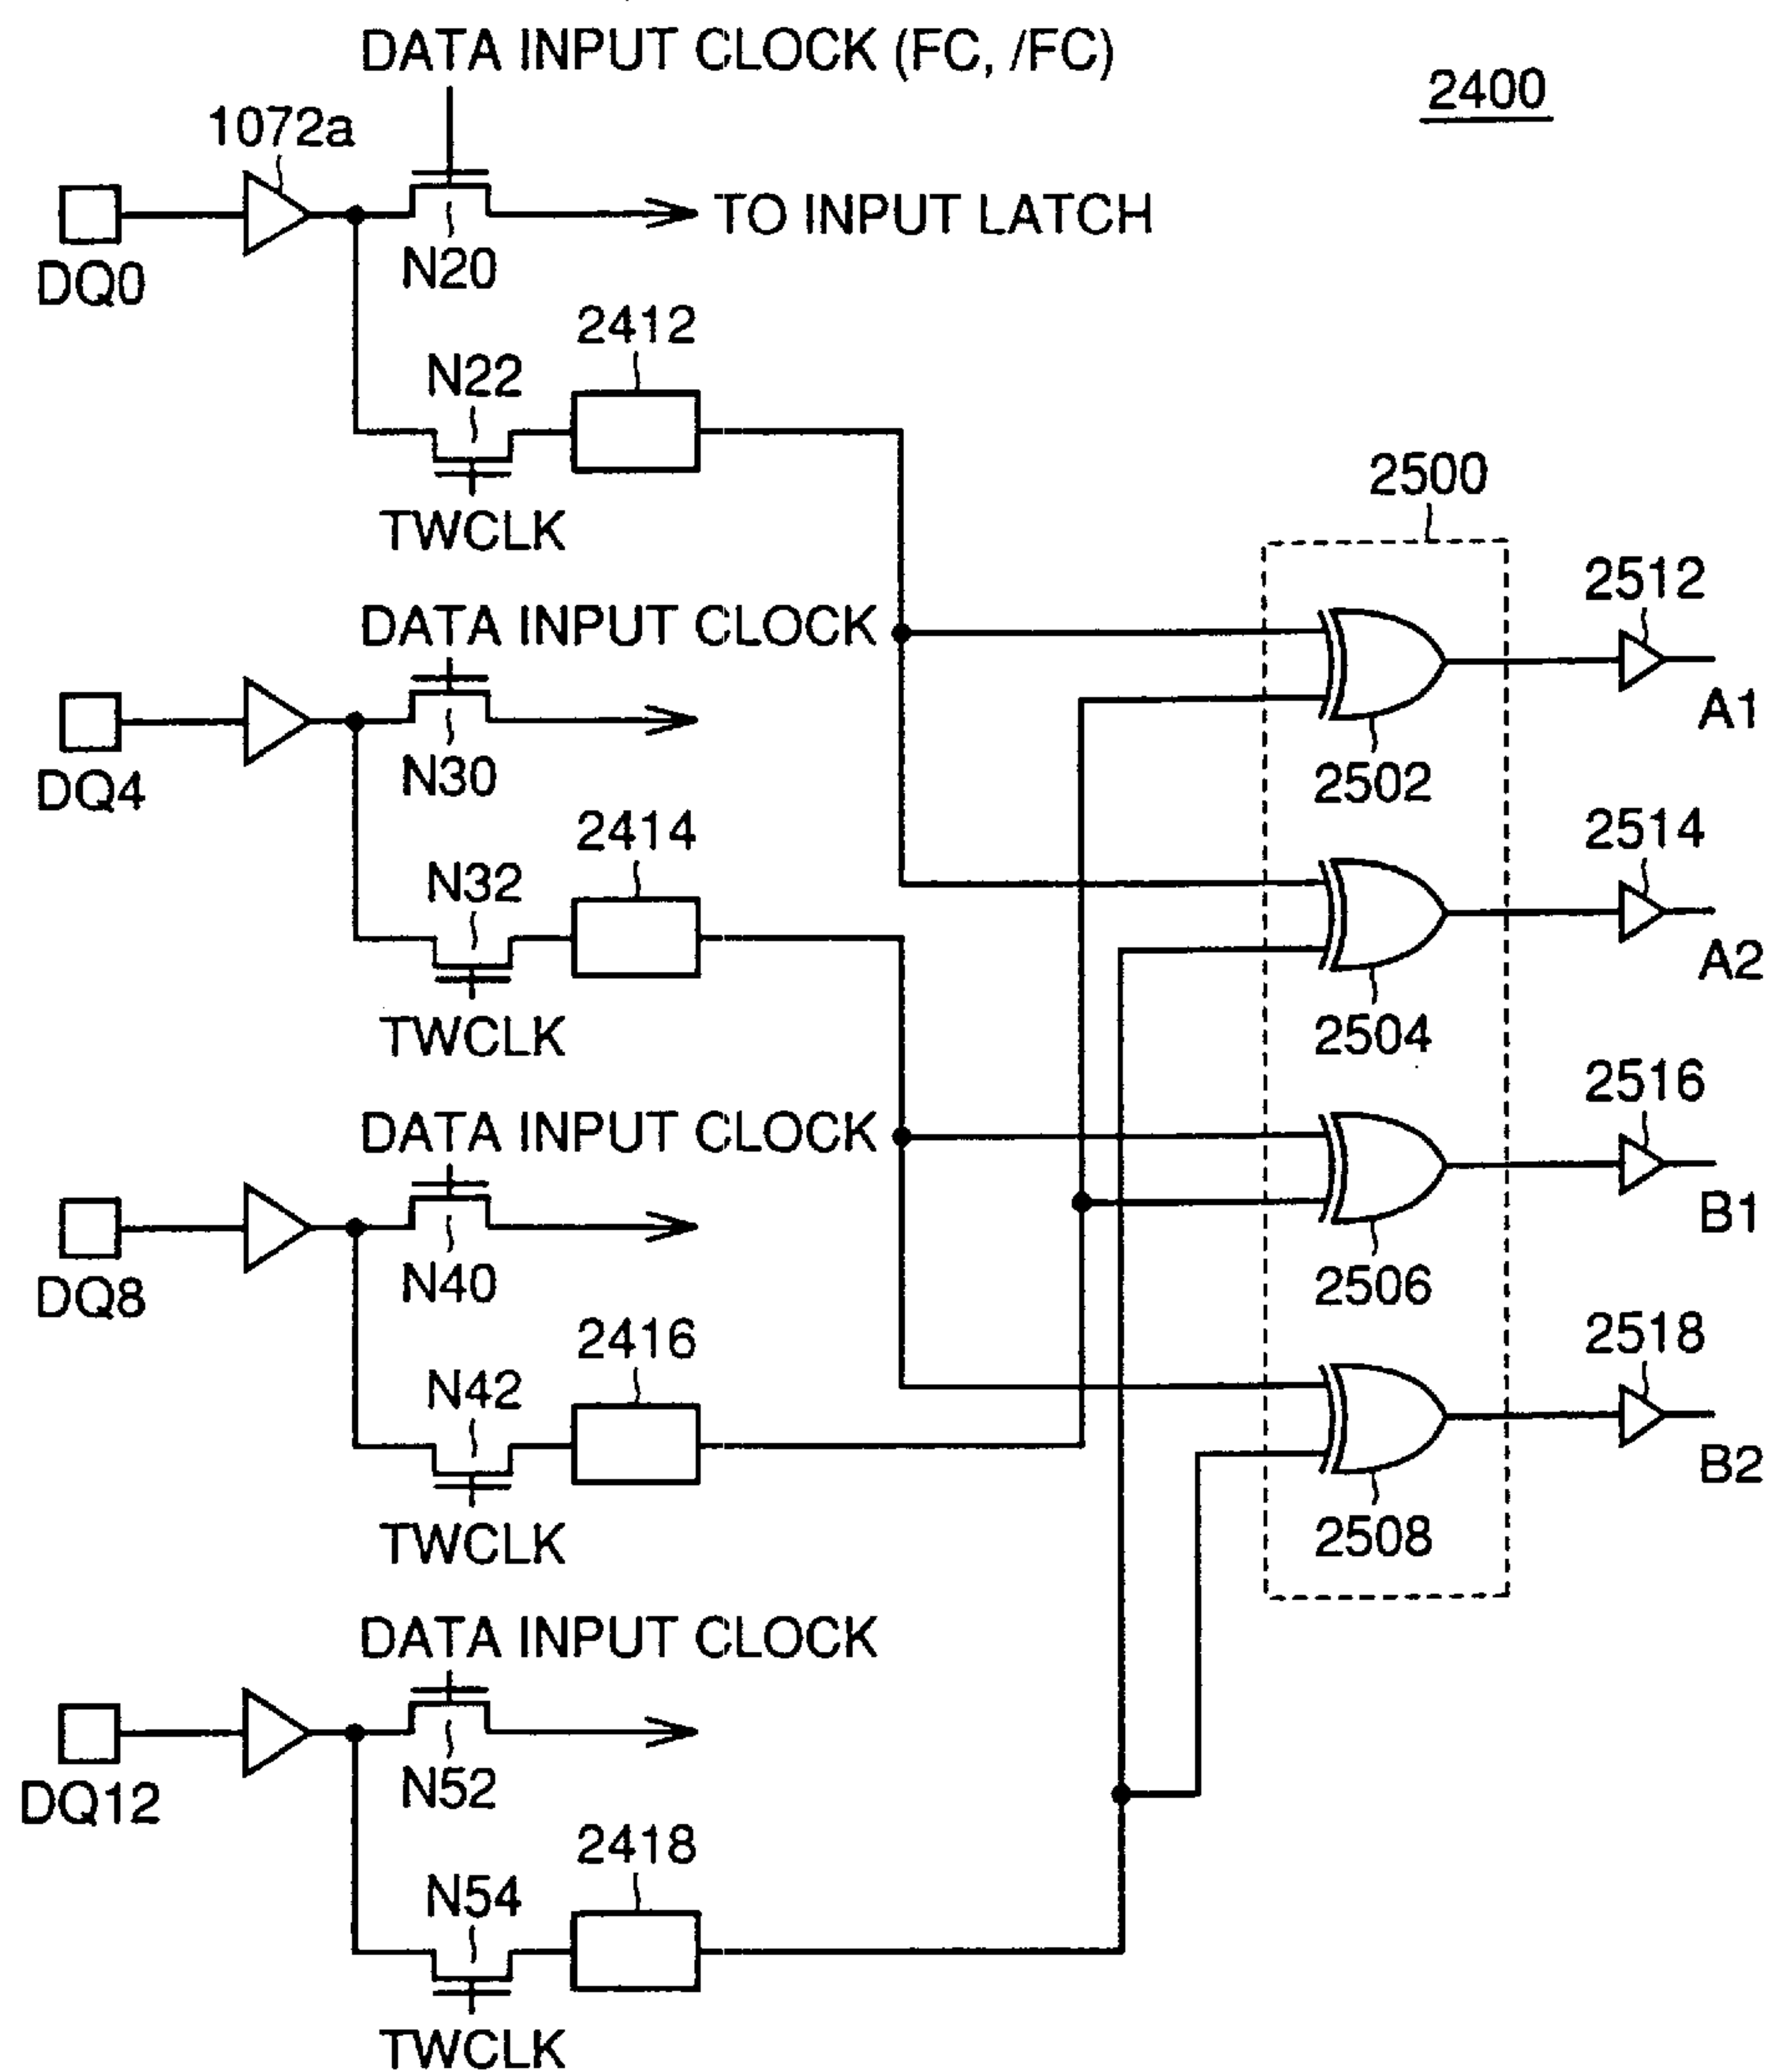 DATA INPUT CLOCK (FC, /FC)
2400
1072a
TO INPUT LATCH
DQ0
N20
2412
N22
TWCLK
2500
2512
DATA INPUT CLOCK
A1
DQ4
N30
2502
2414
2514
N32
A2
TWCLK
2504
2516
DATA INPUT CLOCK
B1
DQ8
N40
2506
2416
2518
N42
B2
TWCLK
2508
DATA INPUT CLOCK
DQ12
N52
2418
N54
TWCLK